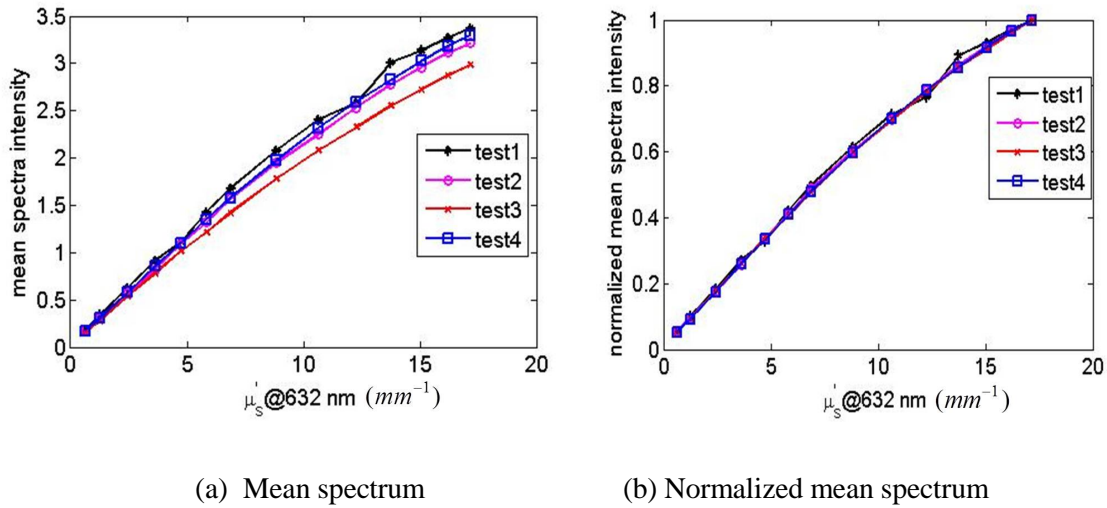 3.5
3
2.5
2
1.5
1
0.5
0
0 5 10 15 20
mean spectra intensity
μ's@632 nm (mm⁻¹)
test1
test2
test3
test4
1
0.8
0.6
0.4
0.2
0
0 5 10 15 20
normalized mean spectra intensity
μ's@632 nm (mm⁻¹)
test1
test2
test3
test4
(a) Mean spectrum
(b) Normalized mean spectrum